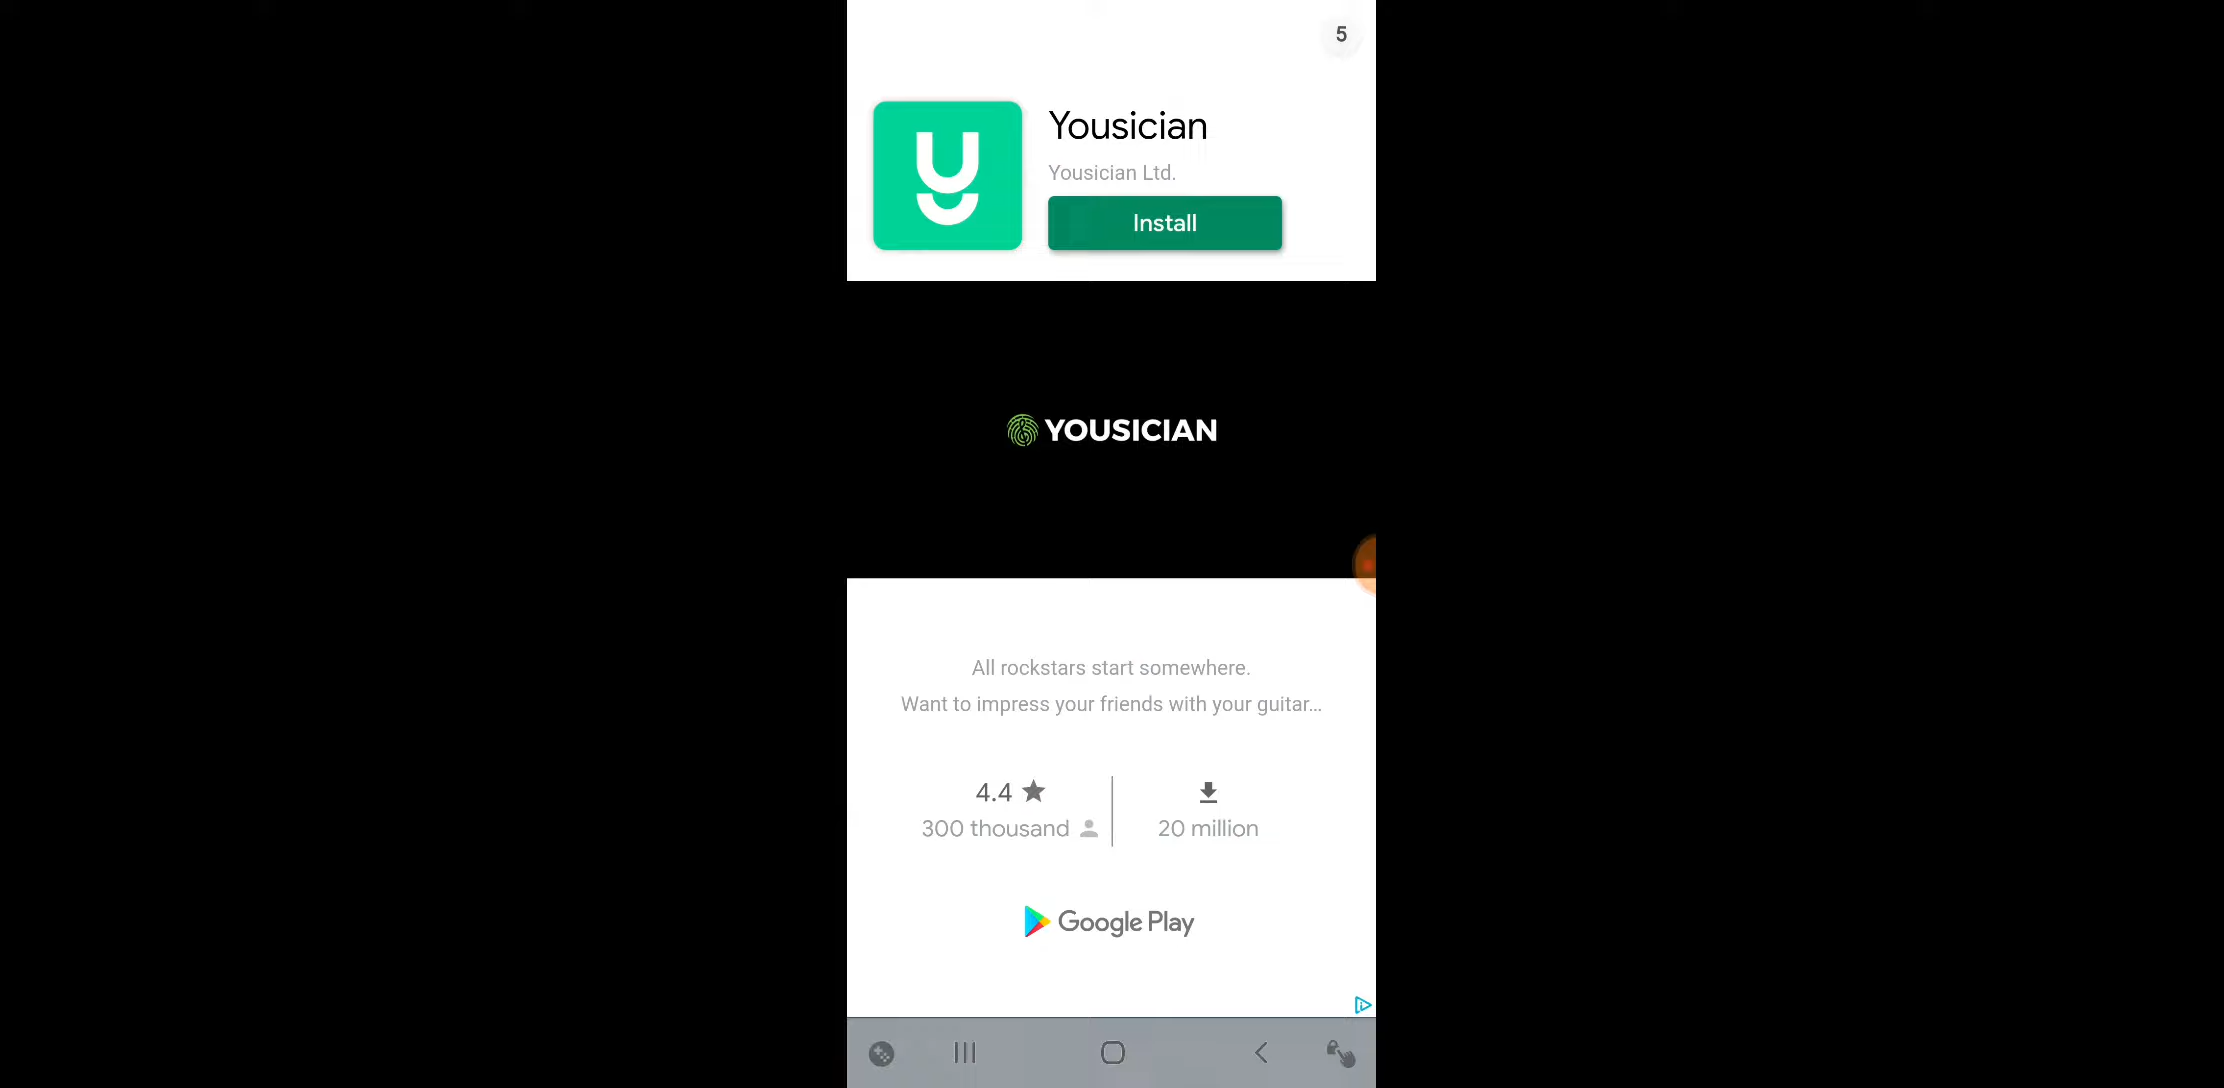 5
Yousician
Yousician Ltd.
Install
YOUSICIAN
All rockstars start somewhere.
Want to impress your friends with your guitar...
4.4
300 thousand
20 million
Google Play